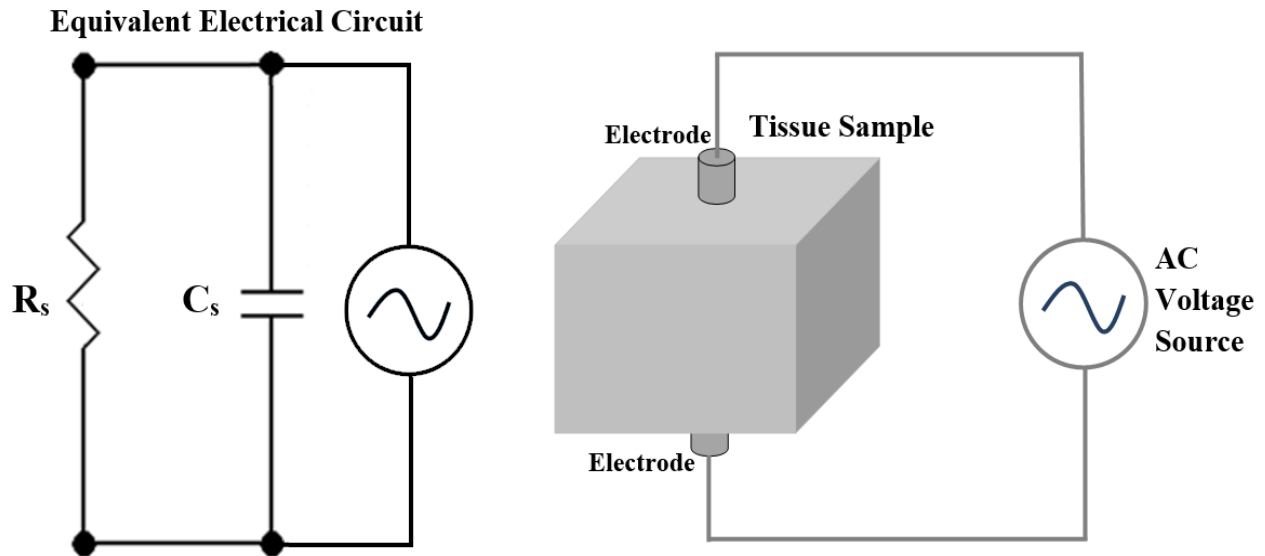 Equivalent Electrical Circuit
Rs
Cs
Electrode
Tissue Sample
AC
Voltage
Source
Electrode